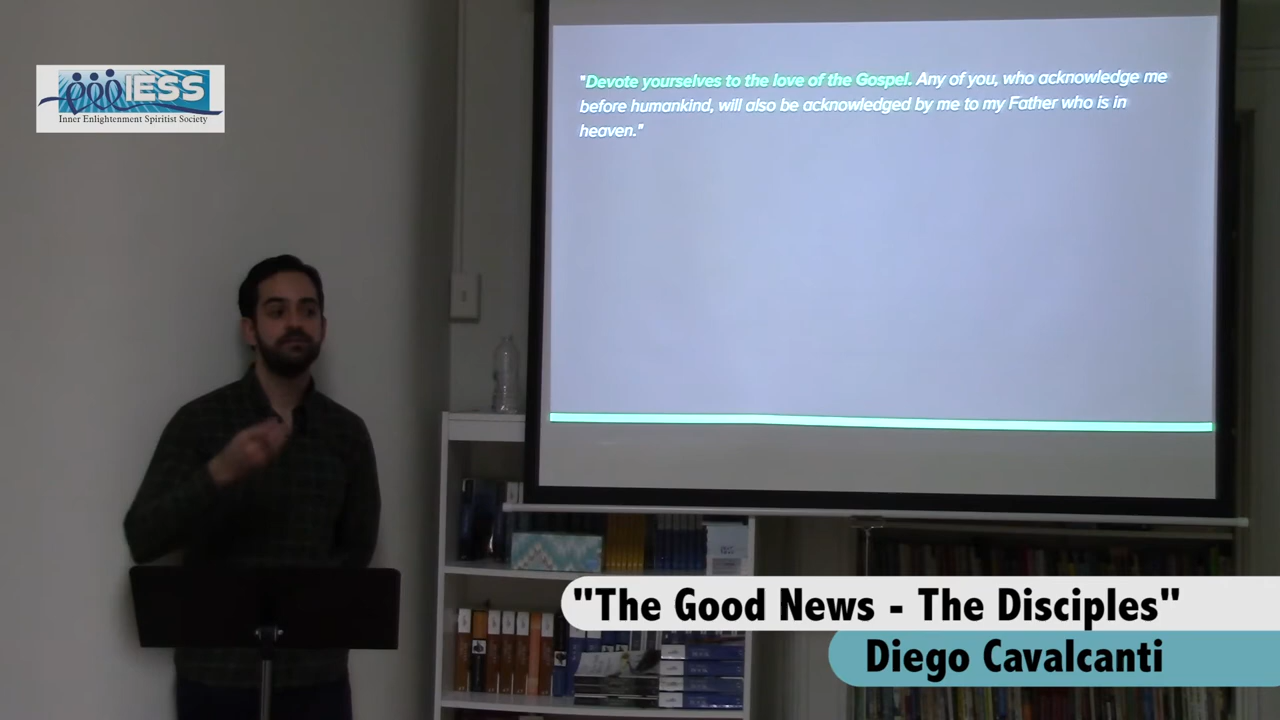 IESS
Inner Enlightenment Spiritist Society
"Devote yourselves to the love of the Gospel. Any of you, who acknowledge me
before humankind, will also be acknowledged by me to my Father who is in
heaven."
"The Good News - The Disciples"
Diego Cavalcanti